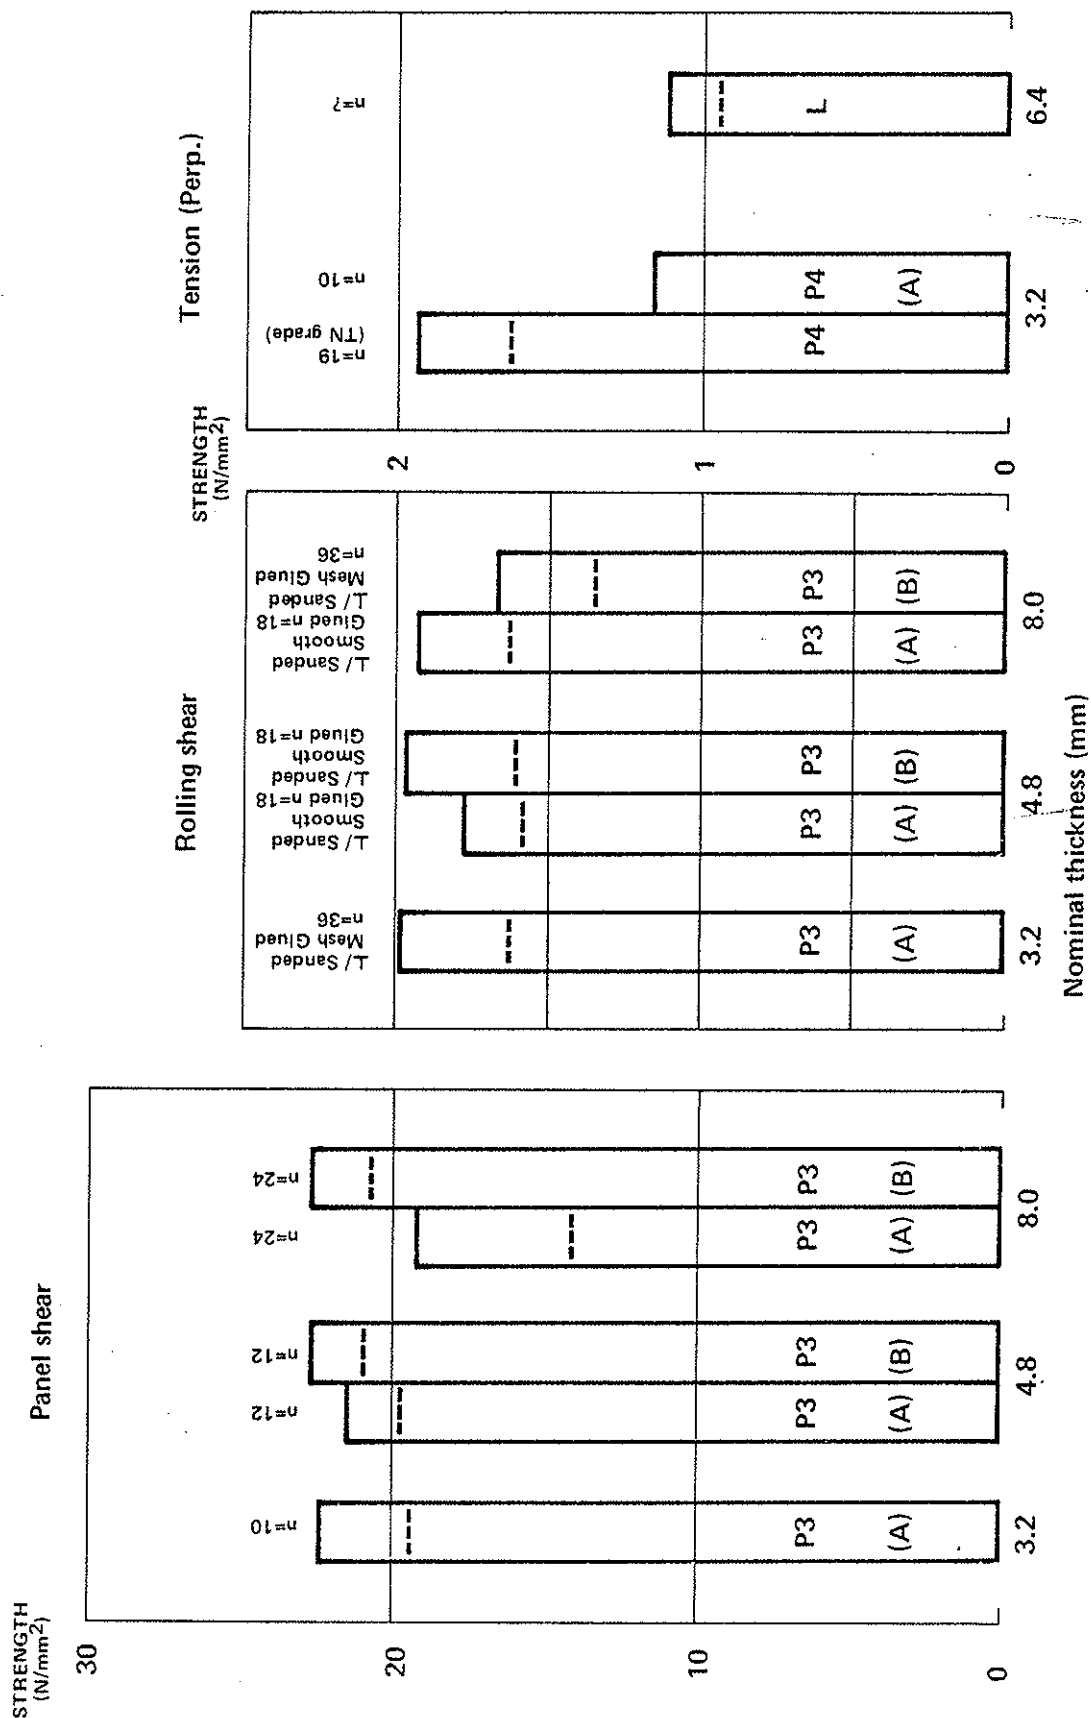 Panel shear
STRENGTH
(N/mm2)
30
20
10
0
n=10
n=12
n=12
n=24
n=24
P3
(A)
P3
(A)
P3
(B)
P3
(A)
P3
(B)
3.2
4.8
8.0
Rolling shear
⊥/ Sanded
Mesh Glued
n=36
⊥/ Sanded
Smooth
Glued n=18
⊥/ Sanded
Smooth
Glued n=18
⊥/ Sanded
Smooth
Glued n=18
⊥/ Sanded
Mesh Glued
n=36
P3
(A)
P3
(A)
P3
(B)
P3
(A)
P3
(B)
3.2
4.8
8.0
Nominal thickness (mm)
Tension (Perp.)
STRENGTH
(N/mm2)
2
1
0
n=19
(TN grade)
n=10
n=?
P4
P4
(A)
L
3.2
6.4